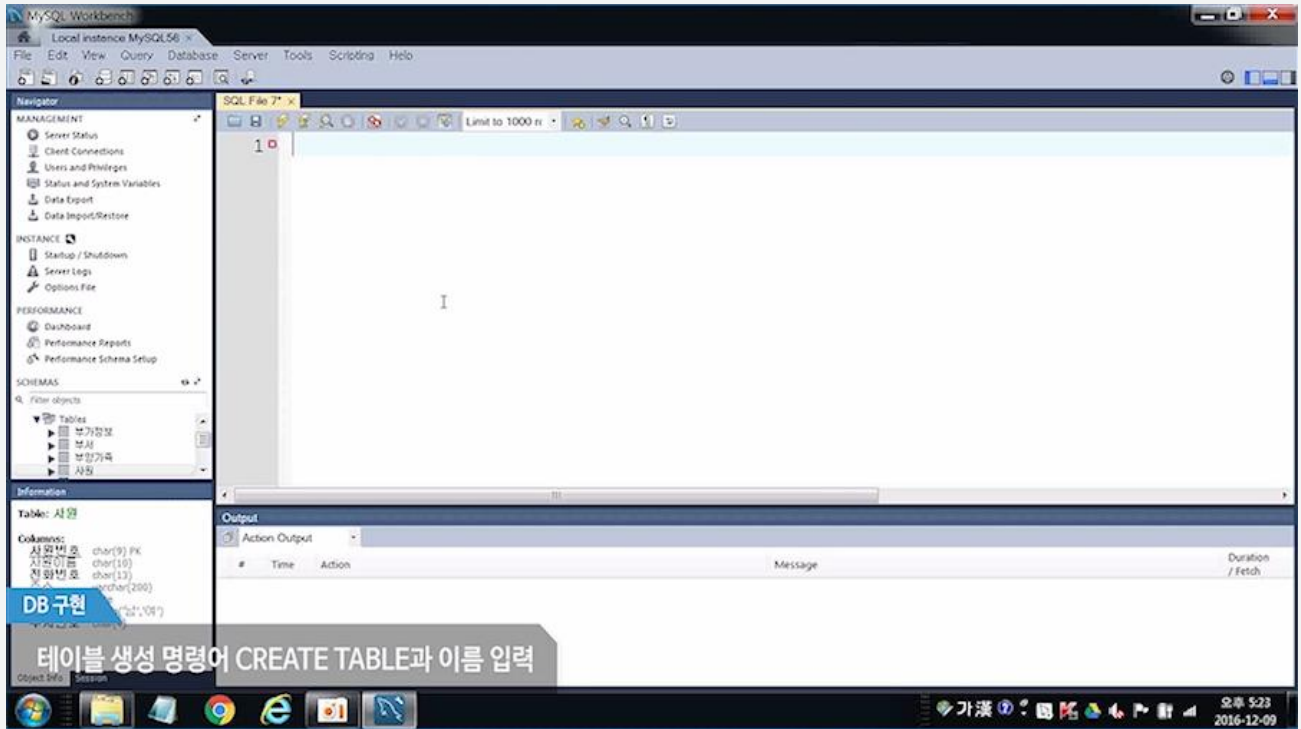 MySQL Workbench
Local instance MySQL56
File Edit View Query Database Server Tools Scripting Help
Navigator
SQL File 7*
MANAGEMENT
Limit to 1000 r
Server Status
1
Client Connections
Users and Privileges
Status and System Variables
Data Export
Data Import/Restore
INSTANCE
Startup / Shutdown
Server Logs
Options File
PERFORMANCE
Dashboard
Performance Reports
Performance Schema Setup
SCHEMAS
Filter objects
Tables
부가정보
부서
부양가족
사원
Information
Table: 사원
Output
Columns:
Action Output
사원번호 char(9) PK
사원이름 char(10)
전화번호 char(13)
varchar(200)
# Time Action Message Duration / Fetch
DB 구현
테이블 생성 명령어 CREATE TABLE과 이름 입력
Object Info Session
가漢
오후 5:23
2016-12-09